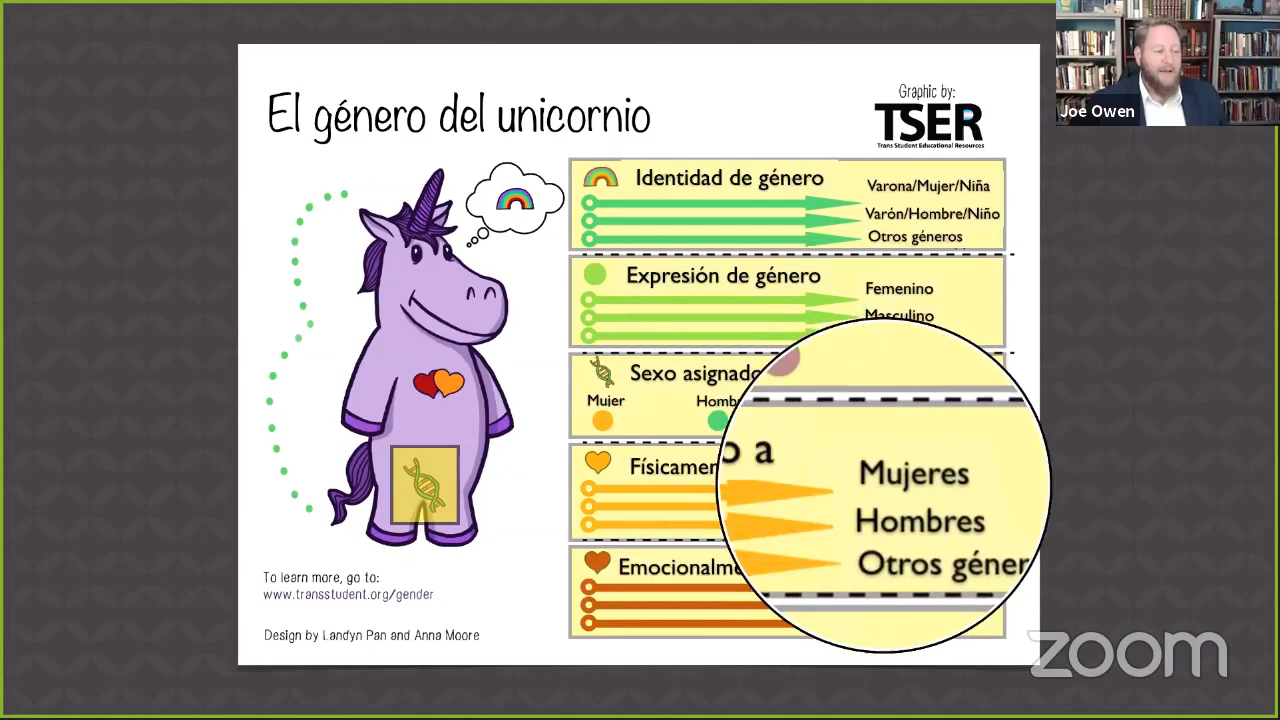 Joe Owen
El género del unicornio
Graphic by:
TSER
Trans Student Educational Resources
Identidad de género
Varona/Mujer/Niña
Varón/Hombre/Niño
Otros géneros
Expresión de género
Femenino
Masculino
Sexo asignado
Mujer
Homb
Físicamen
o a
Mujeres
Hombres
Otros géner
Emocionalme
To learn more, go to:
www.transstudent.org/gender
Design by Landyn Pan and Anna Moore
zoom